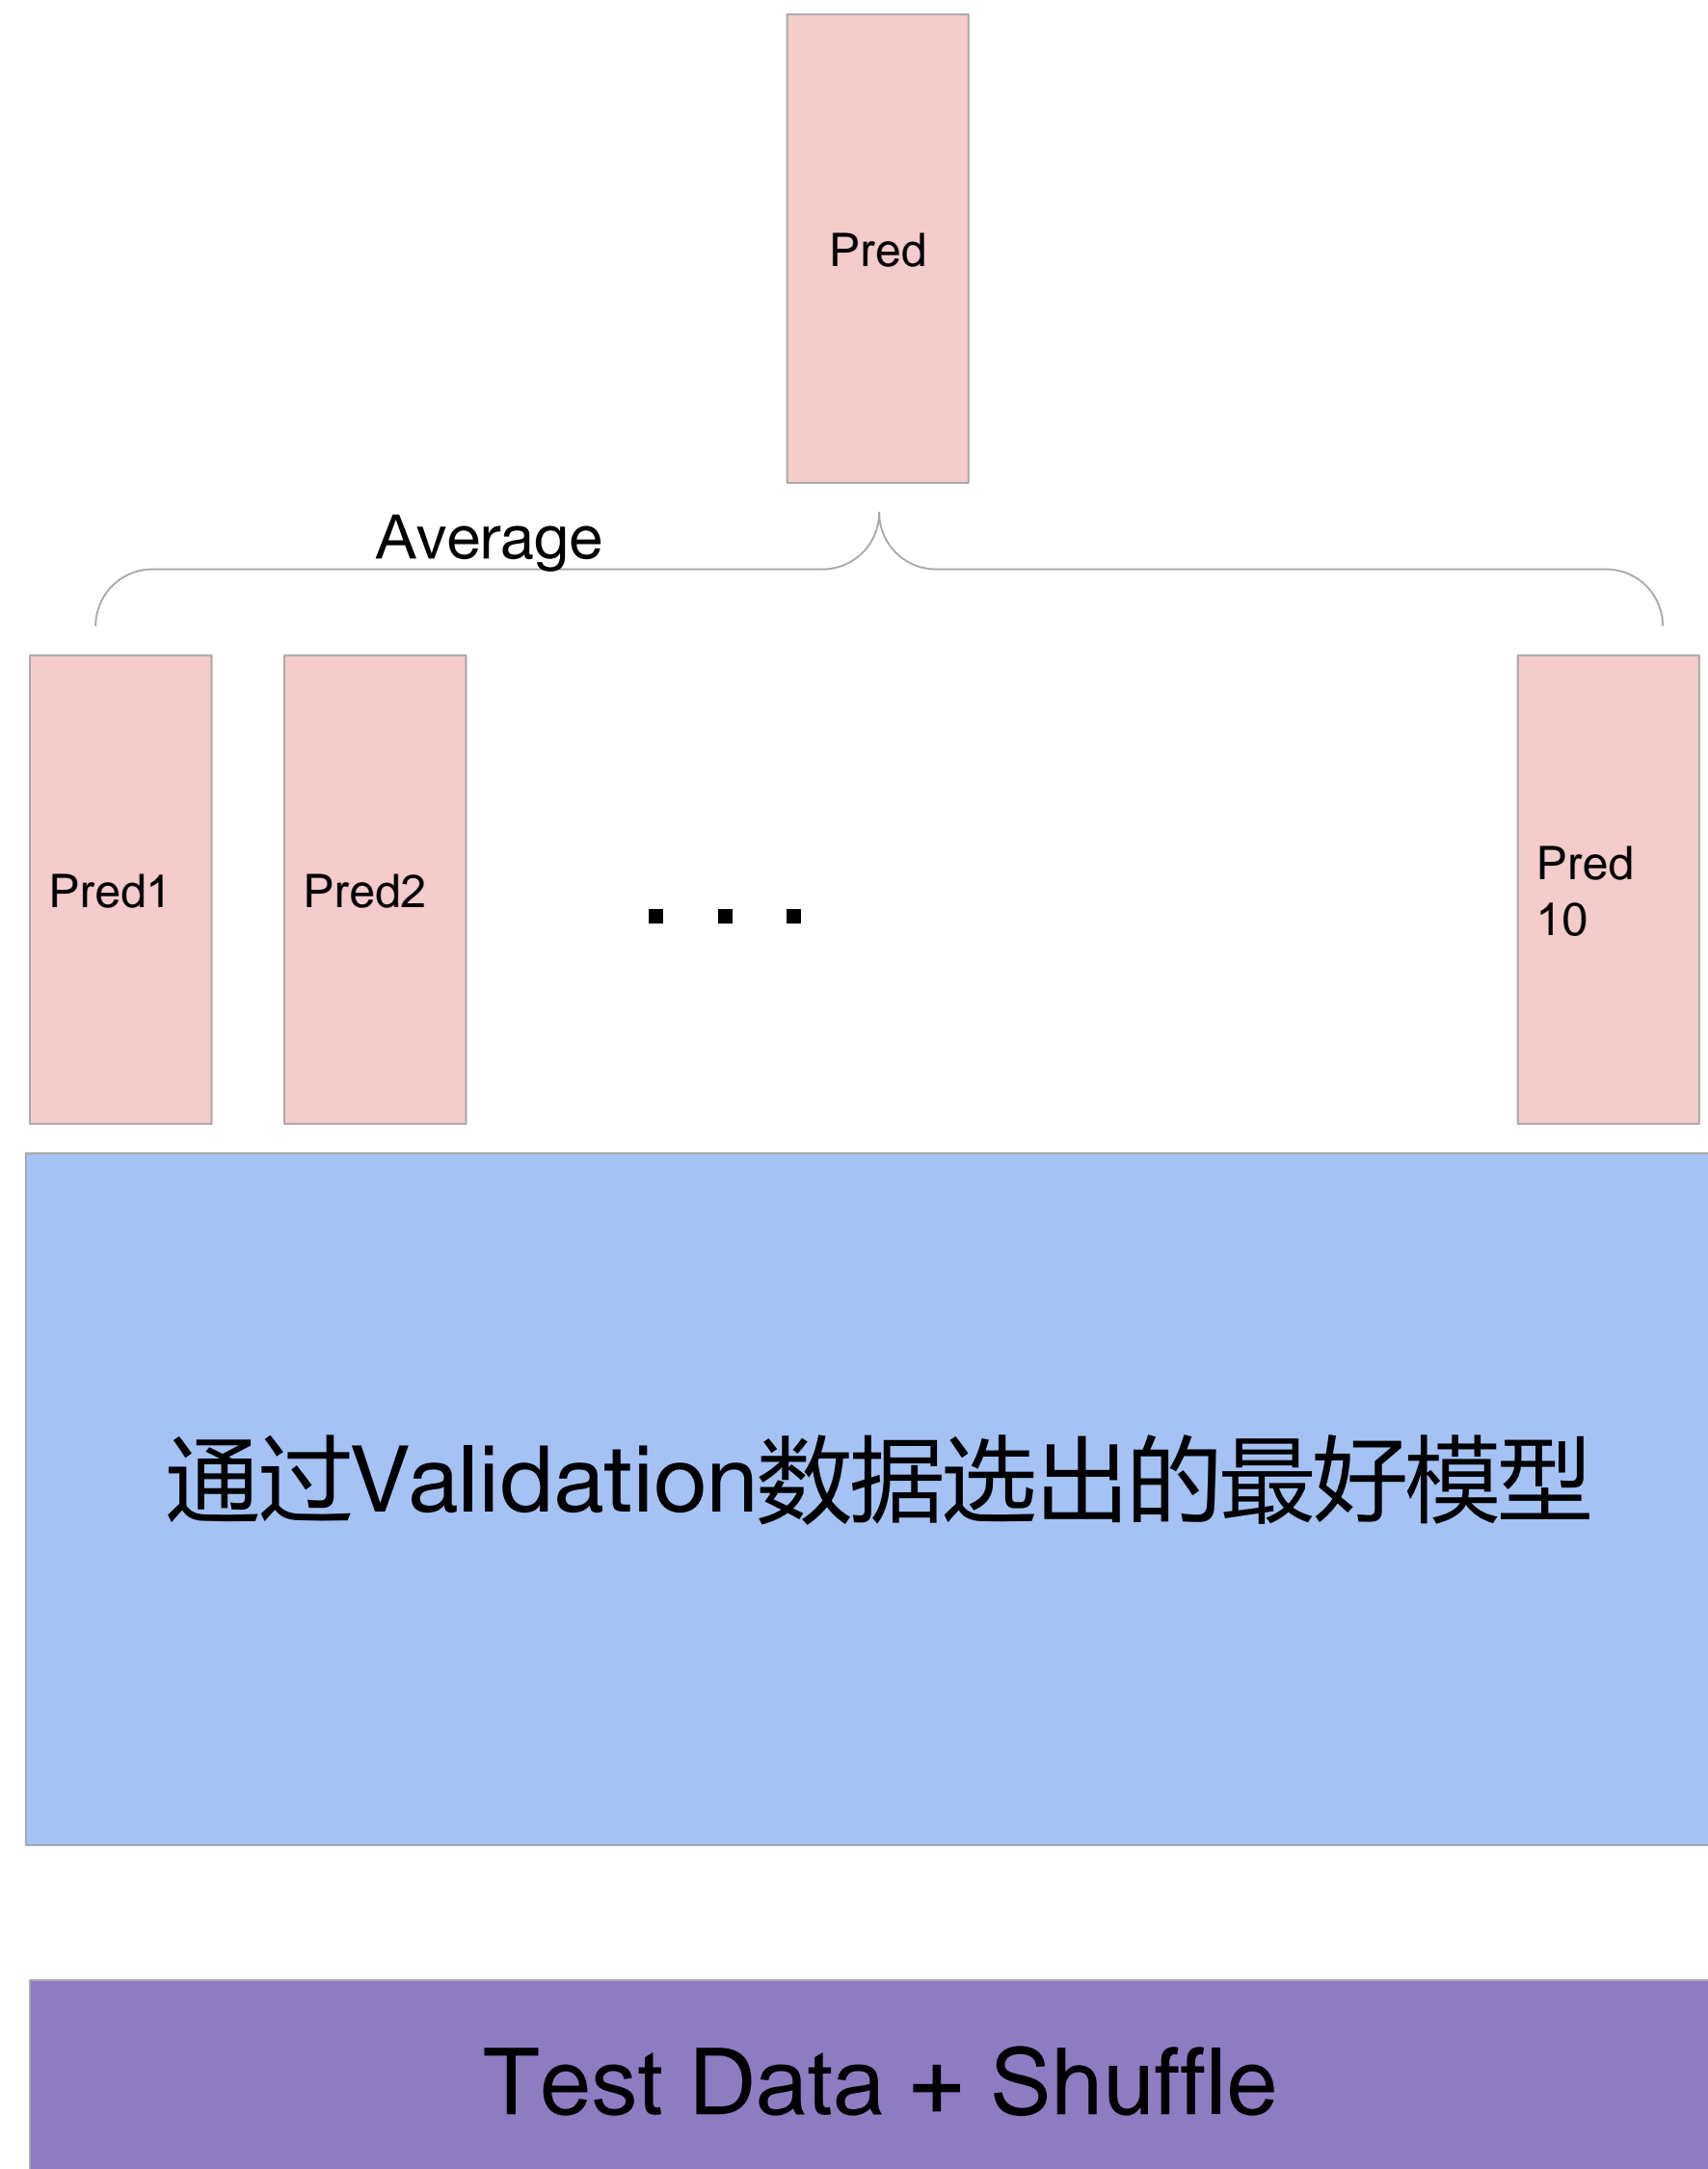 Pred
Average
Pred1
Pred2
. . .
Pred
10
通过Validation数据选出的最好模型
Test Data + Shuffle